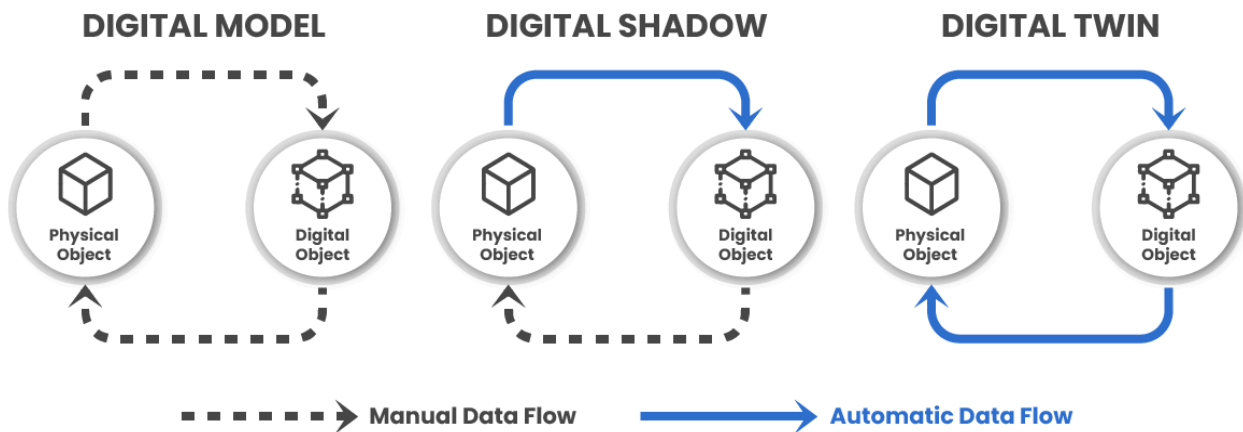 DIGITAL MODEL
DIGITAL SHADOW
DIGITAL TWIN
Physical
Object
Digital
Object
Physical
Object
Digital
Object
Physical
Object
Digital
Object
Manual Data Flow
Automatic Data Flow